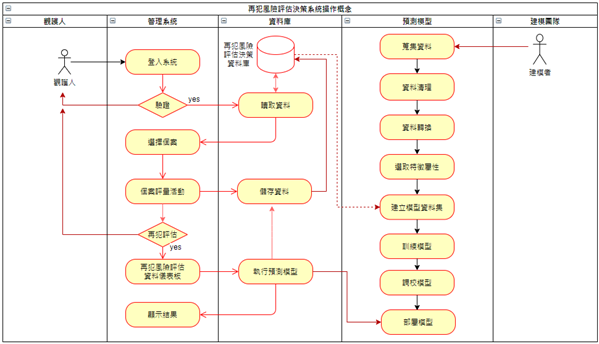 再犯風險評估決策系統操作概念
觀護人
管理系統
資料庫
預測模型
建模團隊
觀護人
登入系統
驗證
yes
選擇個案
個案評量活動
再犯評估
yes
再犯風險評估
資料儀表板
顯示結果
再犯風險
評估決策
資料庫
讀取資料
儲存資料
執行預測模型
蒐集資料
資料清理
資料轉換
選取特徵屬性
建立模型資料集
訓練模型
調校模型
部署模型
建模者